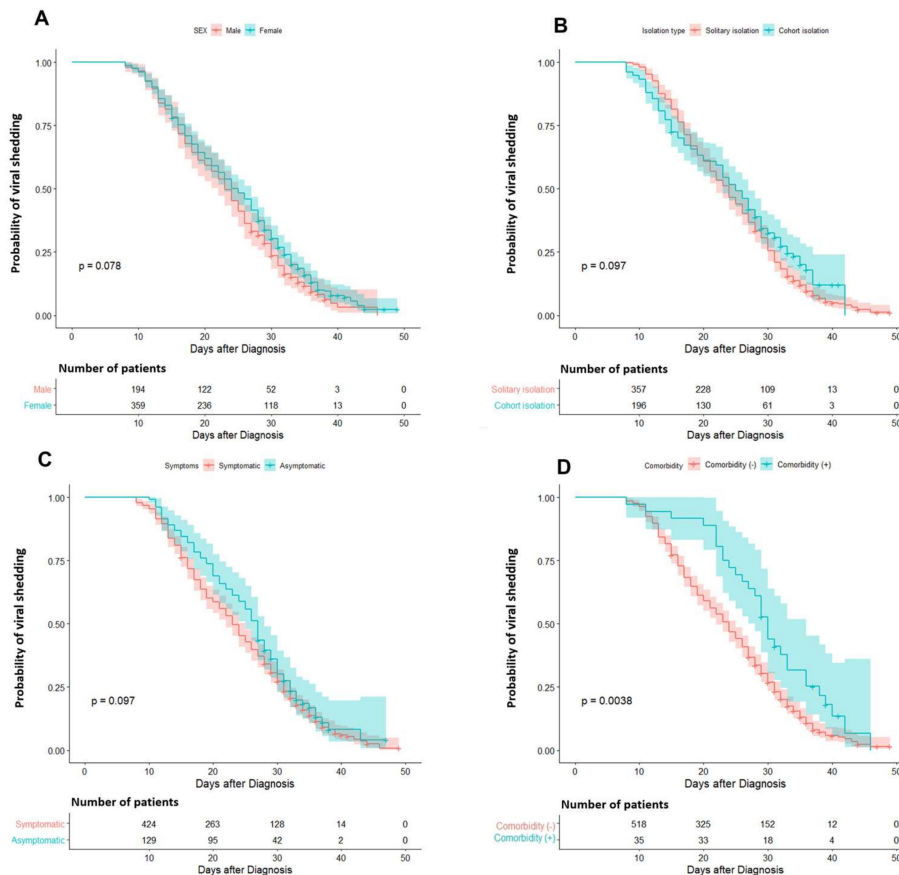 A
SEX Male Female
Probability of viral shedding
1.00
0.75
0.50
0.25
0.00
p = 0.078
0 10 20 30 40 50
Days after Diagnosis
Number of patients
Male 194 122 52 3 0
Female 359 236 118 13 0
10 20 30 40 50
Days after Diagnosis
B
Isolation type Solitary isolation Cohort isolation
Probability of viral shedding
1.00
0.75
0.50
0.25
0.00
p = 0.097
0 10 20 30 40 50
Days after Diagnosis
Number of patients
Solitary isolation 357 228 109 13 0
Cohort isolation 196 130 61 3 0
10 20 30 40 50
Days after Diagnosis
C
Symptoms Symptomatic Asymptomatic
Probability of viral shedding
1.00
0.75
0.50
0.25
0.00
p = 0.097
0 10 20 30 40 50
Days after Diagnosis
Number of patients
Symptomatic 424 263 128 14 0
Asymptomatic 129 95 42 2 0
10 20 30 40 50
Days after Diagnosis
D
Comorbidity Comorbidity (-) Comorbidity (+)
Probability of viral shedding
1.00
0.75
0.50
0.25
0.00
p = 0.0038
0 10 20 30 40 50
Days after Diagnosis
Number of patients
Comorbidity (-) 518 325 152 12 0
Comorbidity (+) 35 33 18 4 0
10 20 30 40 50
Days after Diagnosis